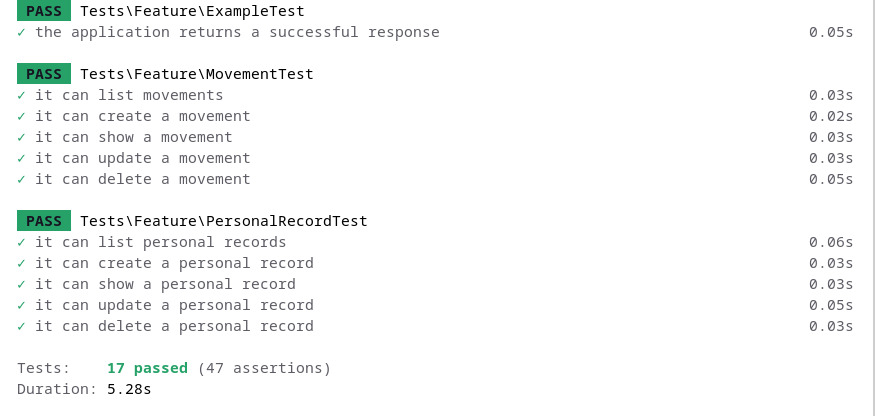 PASS Tests\Feature\ExampleTest
✓ the application returns a successful response 0.05s
PASS Tests\Feature\MovementTest
✓ it can list movements 0.03s
✓ it can create a movement 0.02s
✓ it can show a movement 0.03s
✓ it can update a movement 0.03s
✓ it can delete a movement 0.05s
PASS Tests\Feature\PersonalRecordTest
✓ it can list personal records 0.06s
✓ it can create a personal record 0.03s
✓ it can show a personal record 0.03s
✓ it can update a personal record 0.05s
✓ it can delete a personal record 0.03s
Tests: 17 passed (47 assertions)
Duration: 5.28s